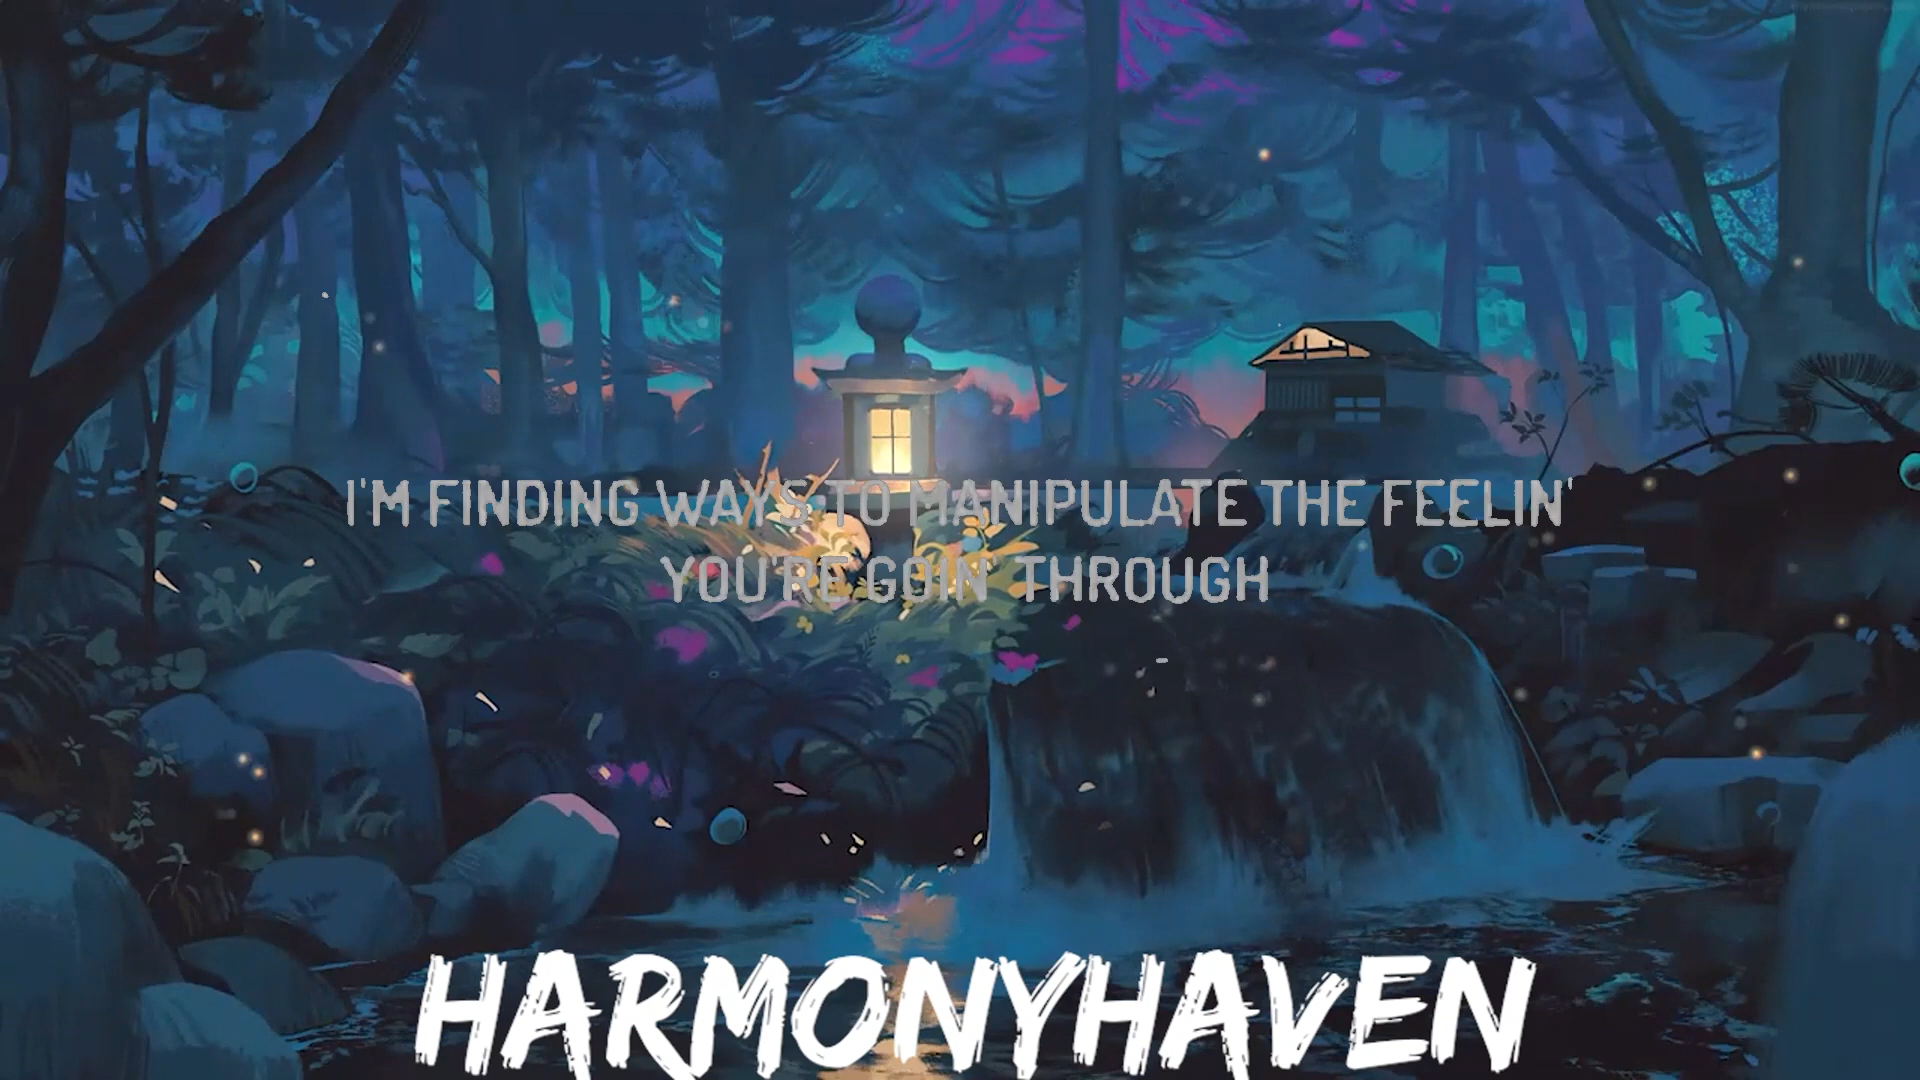 I'M FINDING WAYS TO MANIPULATE THE FEELIN'
YOU'RE GOIN' THROUGH
HARMONYHAVEN